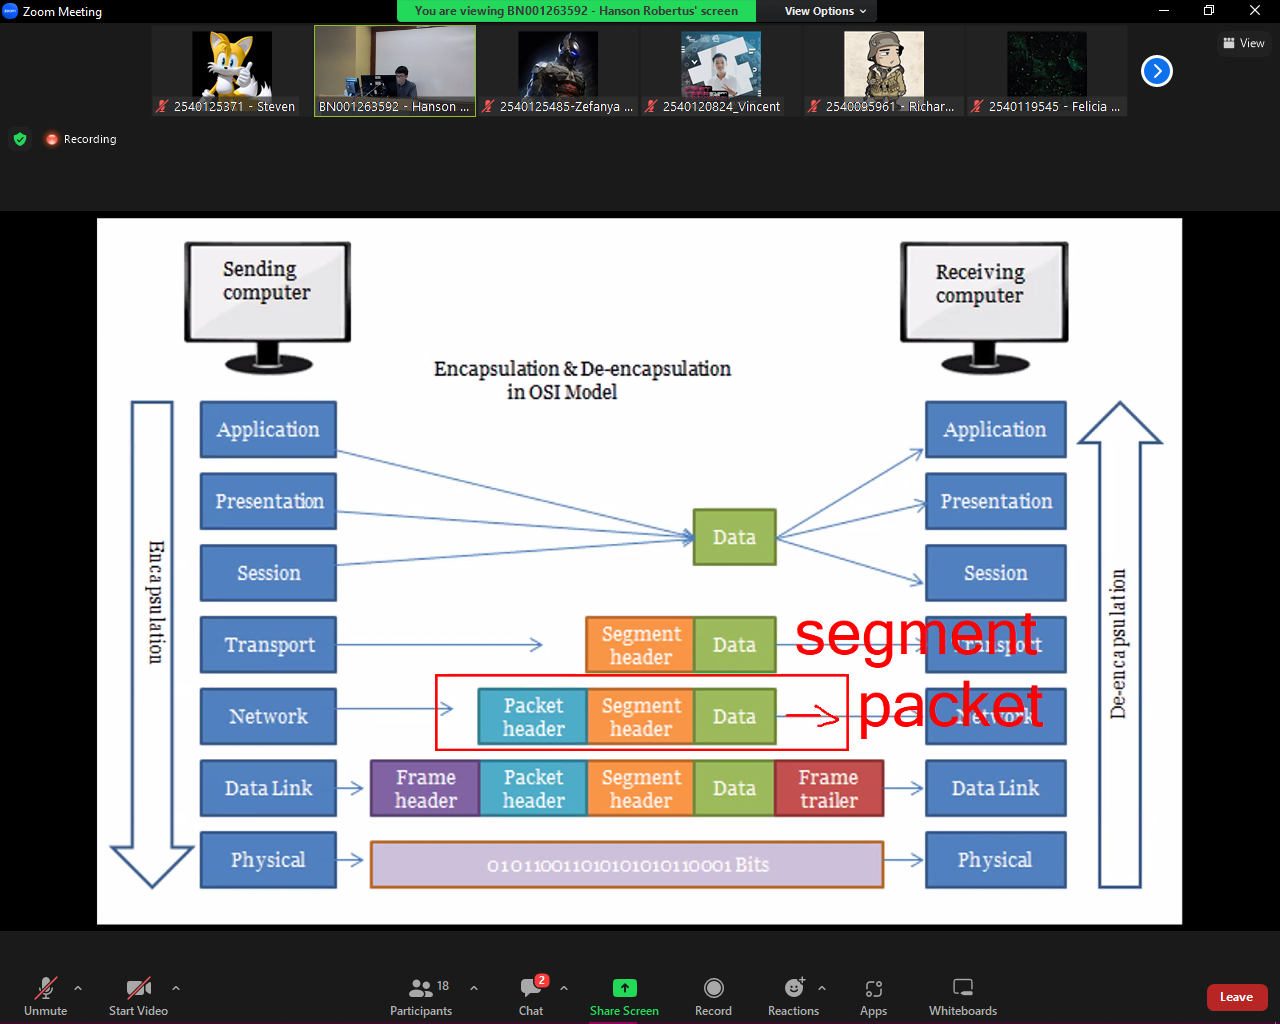 Zoom Meeting
You are viewing BN001263592 - Hanson Robertus' screen
View Options
View
2540125371 - Steven
BN001263592 - Hanson ...
2540125485-Zefanya ...
2540120824_Vincent
2540095961 - Richar...
2540119545 - Felicia ...
Recording
Sending
computer
Receiving
computer
Encapsulation & De-encapsulation
in OSI Model
Encapsulation
De-encapsulation
Application
Application
Presentation
Data
Presentation
Session
Session
Transport
Segment
header
Data
segment
Transport
Network
Packet
header
Segment
header
Data
packet
Network
Data Link
Frame
header
Packet
header
Segment
header
Data
Frame
trailer
Data Link
Physical
010110011010101010110001 Bits
Physical
Unmute
Start Video
Participants
18
Chat
2
Share Screen
Record
Reactions
Apps
Whiteboards
Leave